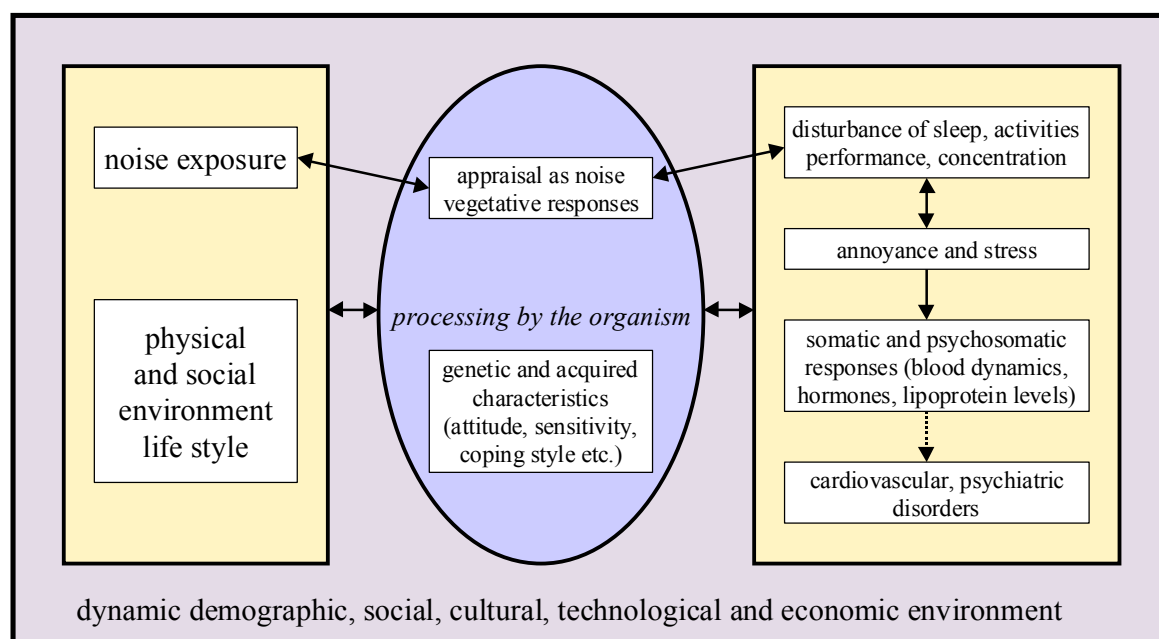 noise exposure
physical
and social
environment
life style
appraisal as noise
vegetative responses
processing by the organism
genetic and acquired
characteristics
(attitude, sensitivity,
coping style etc.)
disturbance of sleep, activities
performance, concentration
annoyance and stress
somatic and psychosomatic
responses (blood dynamics,
hormones, lipoprotein levels)
cardiovascular, psychiatric
disorders
dynamic demographic, social, cultural, technological and economic environment